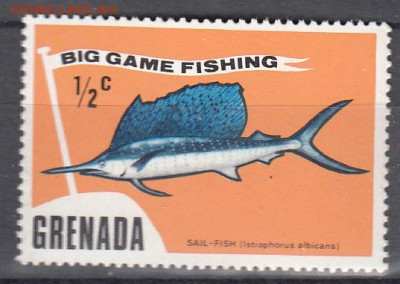 BIG GAME FISHING
1/2c
GRENADA
SAIL-FISH (Istiophorus albicans)